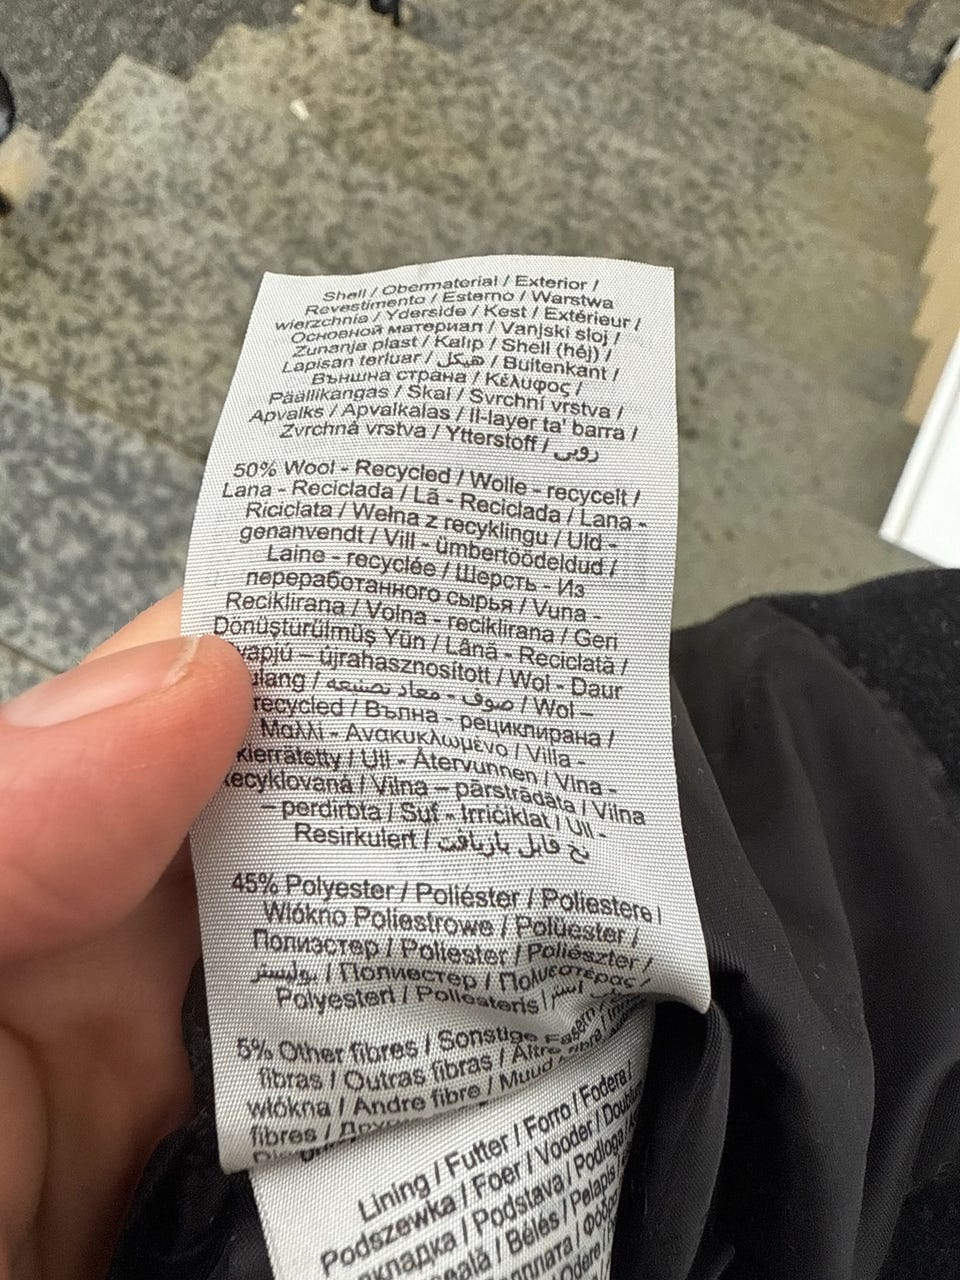 Shell / Obermaterial / Exterior /
Revestimento / Esterno / Warstwa
wierzchnia / Yderside / Kest / Extérieur /
Основной материал / Vanjski sloj /
Zunanja plast / Kalıp / Shell (héj) /
Lapisan terluar / هيكل / Buitenkant /
Външна страна / Κέλυφος /
Päällikangas / Skal / Svrchní vrstva /
Apvalks / Apvalkalas / Il-layer ta' barra /
Zvrchná vrstva / Ytterstoff / رویی
50% Wool - Recycled / Wolle - recycelt /
Lana - Reciclada / Lã - Reciclada / Lana -
Riciclata / Wełna z recyklingu / Uld -
genanvendt / Vill - ümbertöödeldud /
Laine - recyclée / Шерсть - Из
переработанного сырья / Vuna -
Reciklirana / Volna - reciklirana / Geri
Dönüştürülmüş Yün / Lână - Reciclată /
– újrahasznosított / Wol - Daur
ulang / صوف - معاد تصنيعه / Wol –
recycled / Вълна - рециклирана /
Μαλλί - Ανακυκλωμένο / Villa -
kierrätetty / Ull - Återvunnen / Vlna -
Recyklovaná / Vilna – pārstrādāta / Vilna
– perdirbta / Suf - Irriċiklat / Ull -
Resirkulert / نخ قابل بازیافت
45% Polyester / Poliéster / Poliestere /
Włókno Poliestrowe / Polüester /
Полиэстер / Poliester / Poliészter /
بوليستر / Полиестер / Πολυεστέρας /
Polyesteri / Poliesteris /
5% Other fibres / Sonstige Fasern
fibras / Outras fibras / Altre fibre /
włókna / Andre fibre / Muud
fibres /
Lining / Futter / Forro / Fodera /
Podszewka / Foer / Vooder /
/ Podstava / Podloga /
/ Bélés / Pelapis